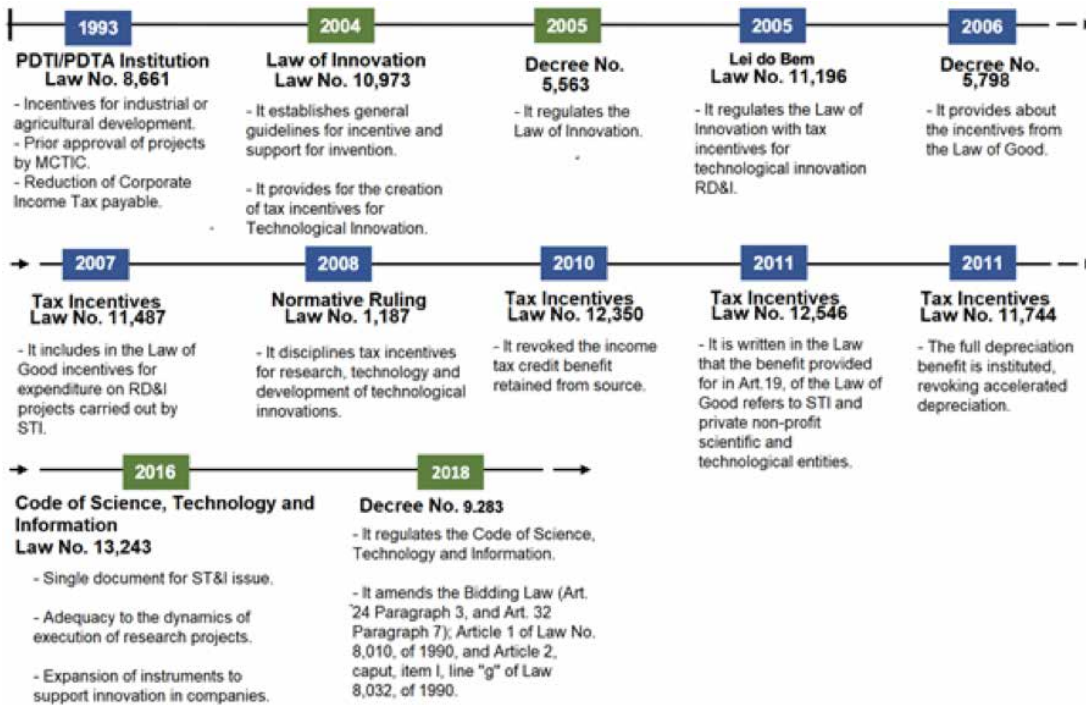 1993
PDTI/PDTA Institution
Law No. 8,661
- Incentives for industrial or
agricultural development.
- Prior approval of projects
by MCTIC.
- Reduction of Corporate
Income Tax payable.
2004
Law of Innovation
Law No. 10,973
- It establishes general
guidelines for incentive and
support for invention.
- It provides for the creation
of tax incentives for
Technological Innovation.
2005
Decree No.
5,563
- It regulates the
Law of Innovation.
2005
Lei do Bem
Law No. 11,196
- It regulates the Law of
Innovation with tax
incentives for
technological innovation
RD&I.
2006
Decree No.
5,798
- It provides about
the incentives from
the Law of Good.
2007
Tax Incentives
Law No. 11,487
- It includes in the Law of
Good incentives for
expenditure on RD&I
projects carried out by
STI.
2008
Normative Ruling
Law No. 1,187
- It disciplines tax incentives
for research, technology and
development of technological
innovations.
2010
Tax Incentives
Law No. 12,350
- It revoked the income
tax credit benefit
retained from source.
2011
Tax Incentives
Law No. 12,546
- It is written in the Law
that the benefit provided
for in Art.19, of the Law of
Good refers to STI and
private non-profit
scientific and
technological entities.
2011
Tax Incentives
Law No. 11,744
- The full depreciation
benefit is instituted,
revoking accelerated
depreciation.
2016
Code of Science, Technology and
Information
Law No. 13,243
- Single document for ST&I issue.
- Adequacy to the dynamics of
execution of research projects.
- Expansion of instruments to
support innovation in companies.
2018
Decree No. 9.283
- It regulates the Code of Science,
Technology and Information.
- It amends the Bidding Law (Art.
24 Paragraph 3, and Art. 32
Paragraph 7); Article 1 of Law No.
8,010, of 1990, and Article 2,
caput, item I, line "g" of Law
8,032, of 1990.